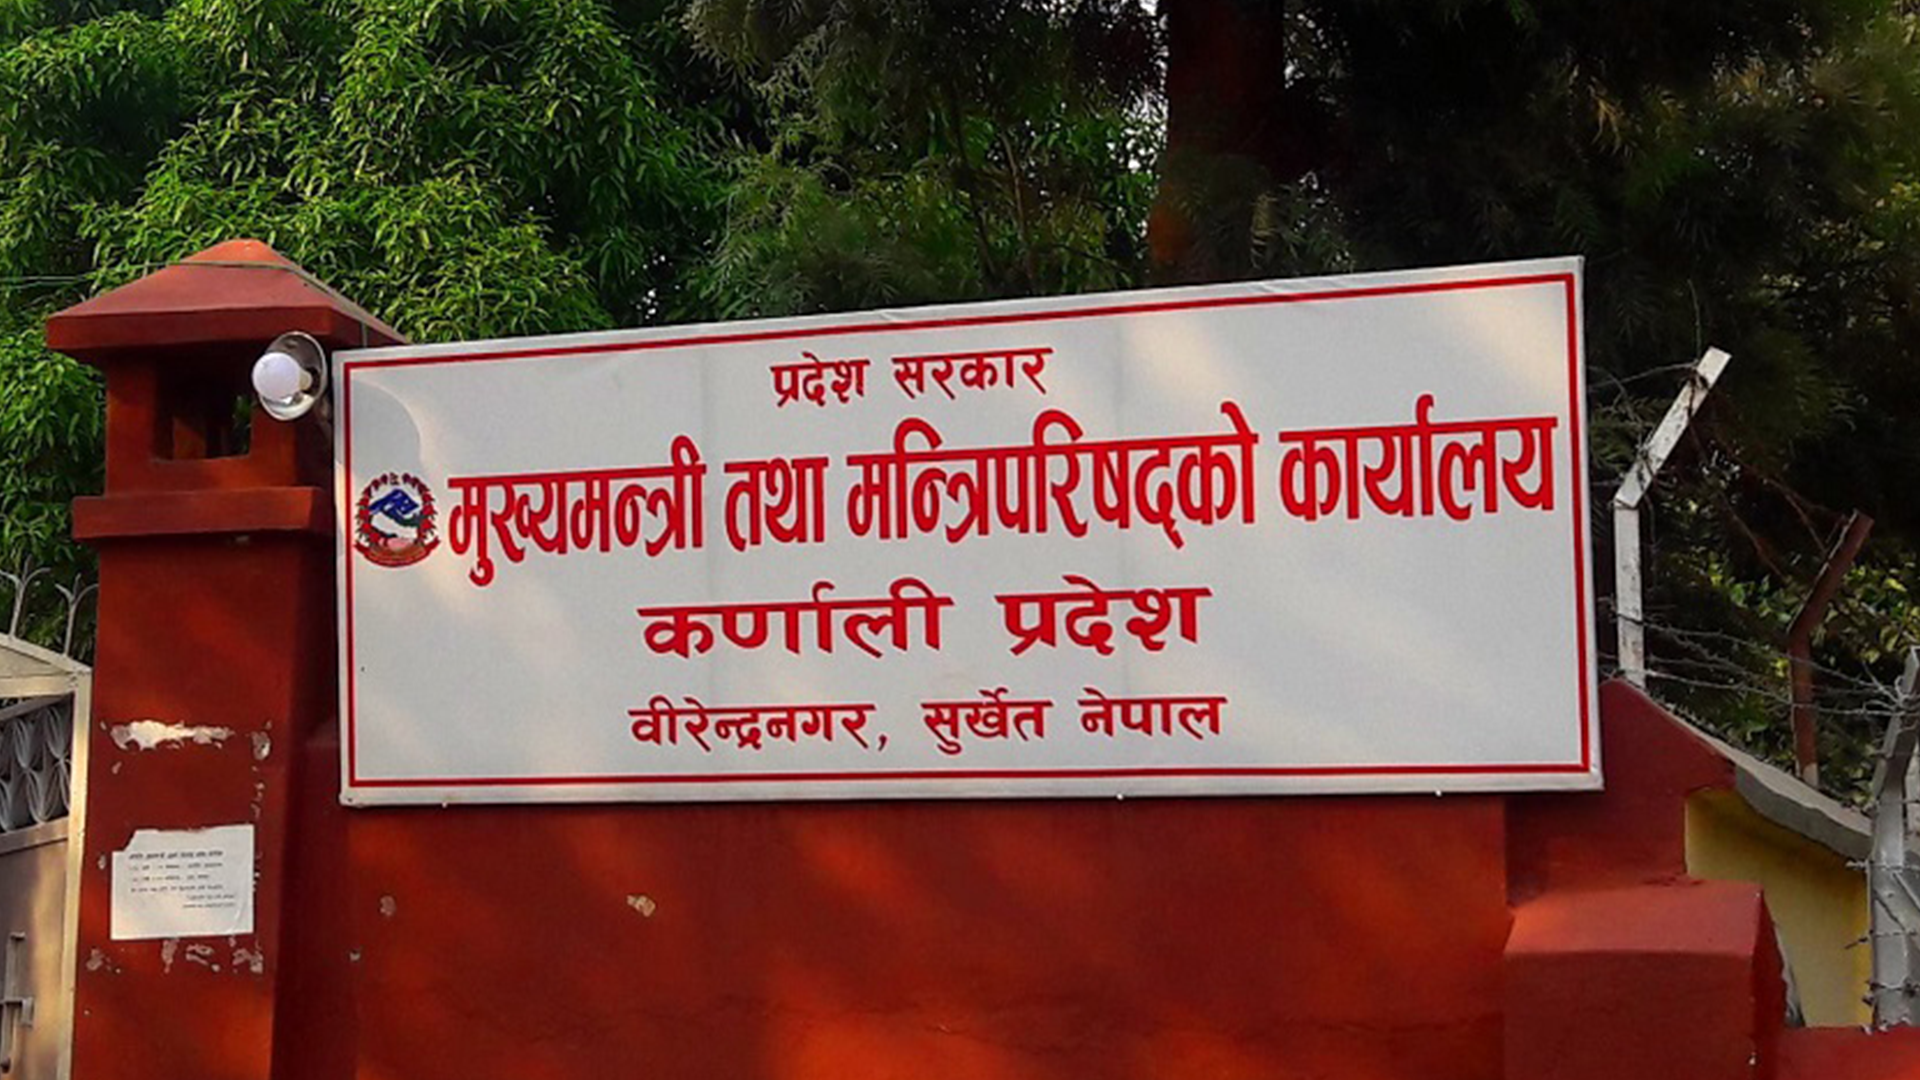 प्रदेश सरकार
मुख्यमन्त्री तथा मन्त्रिपरिषद्को कार्यालय
कर्णाली प्रदेश
वीरेन्द्रनगर, सुर्खेत नेपाल